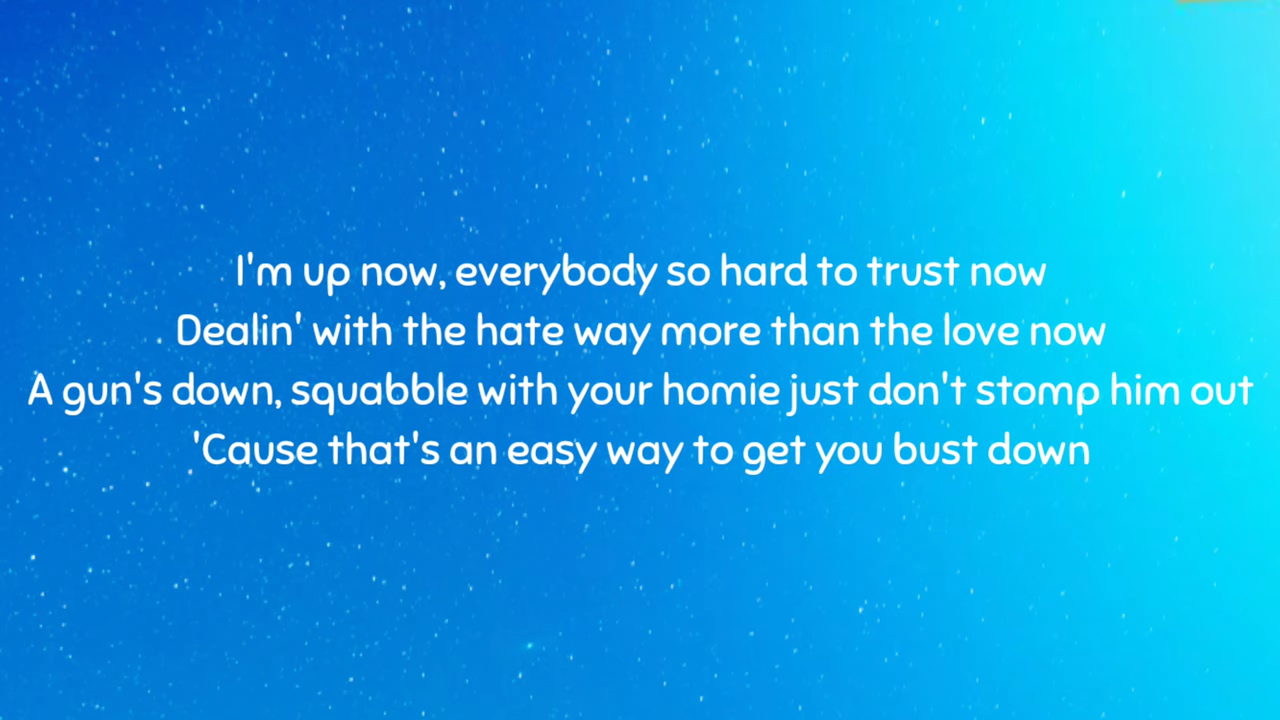 I'm up now, everybody so hard to trust now
Dealin' with the hate way more than the love now
A gun's down, squabble with your homie just don't stomp him out
'Cause that's an easy way to get you bust down